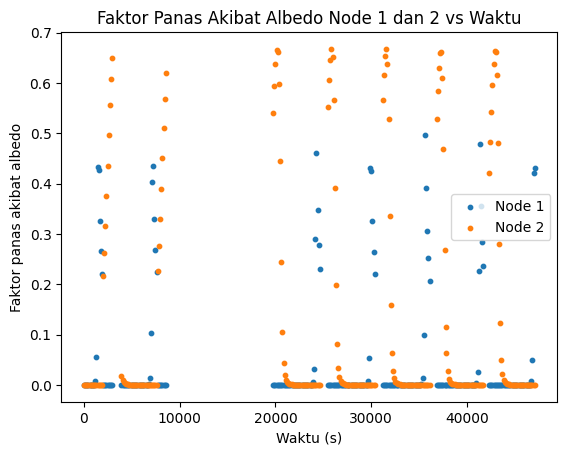 Faktor Panas Akibat Albedo Node 1 dan 2 vs Waktu
0.7
0.6
0.5
0.4
0.3
0.2
0.1
0.0
Faktor panas akibat albedo
Node 1
Node 2
0 10000 20000 30000 40000
Waktu (s)